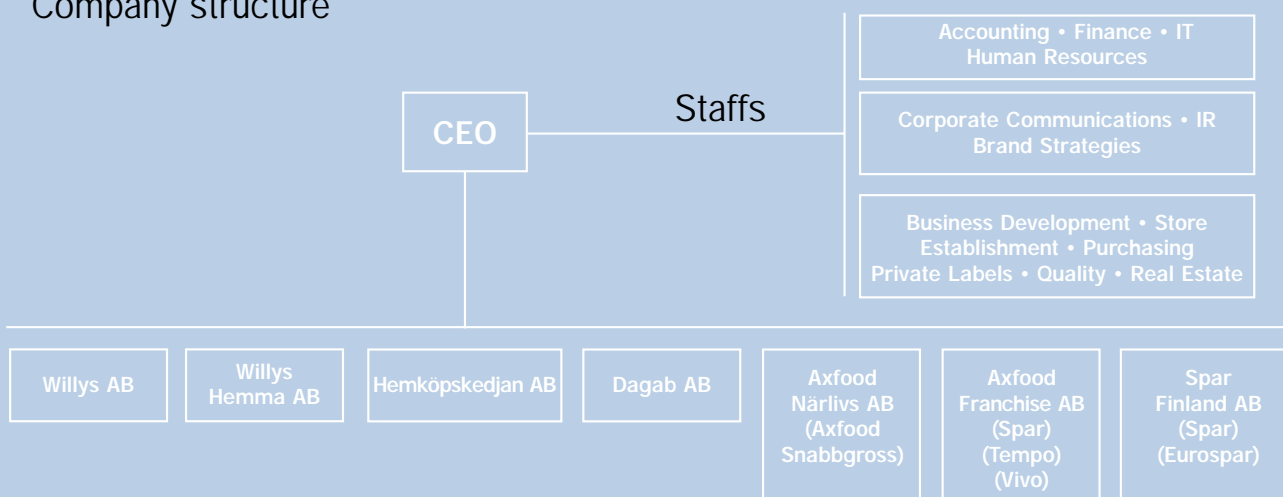 Company structure
Accounting • Finance • IT
Human Resources
Staffs
CEO
Corporate Communications • IR
Brand Strategies
Business Development • Store
Establishment • Purchasing
Private Labels • Quality • Real Estate
Willys AB
Willys
Hemma AB
Hemköpskedjan AB
Dagab AB
Axfood
Närlivs AB
(Axfood
Snabbgross)
Axfood
Franchise AB
(Spar)
(Tempo)
(Vivo)
Spar
Finland AB
(Spar)
(Eurospar)